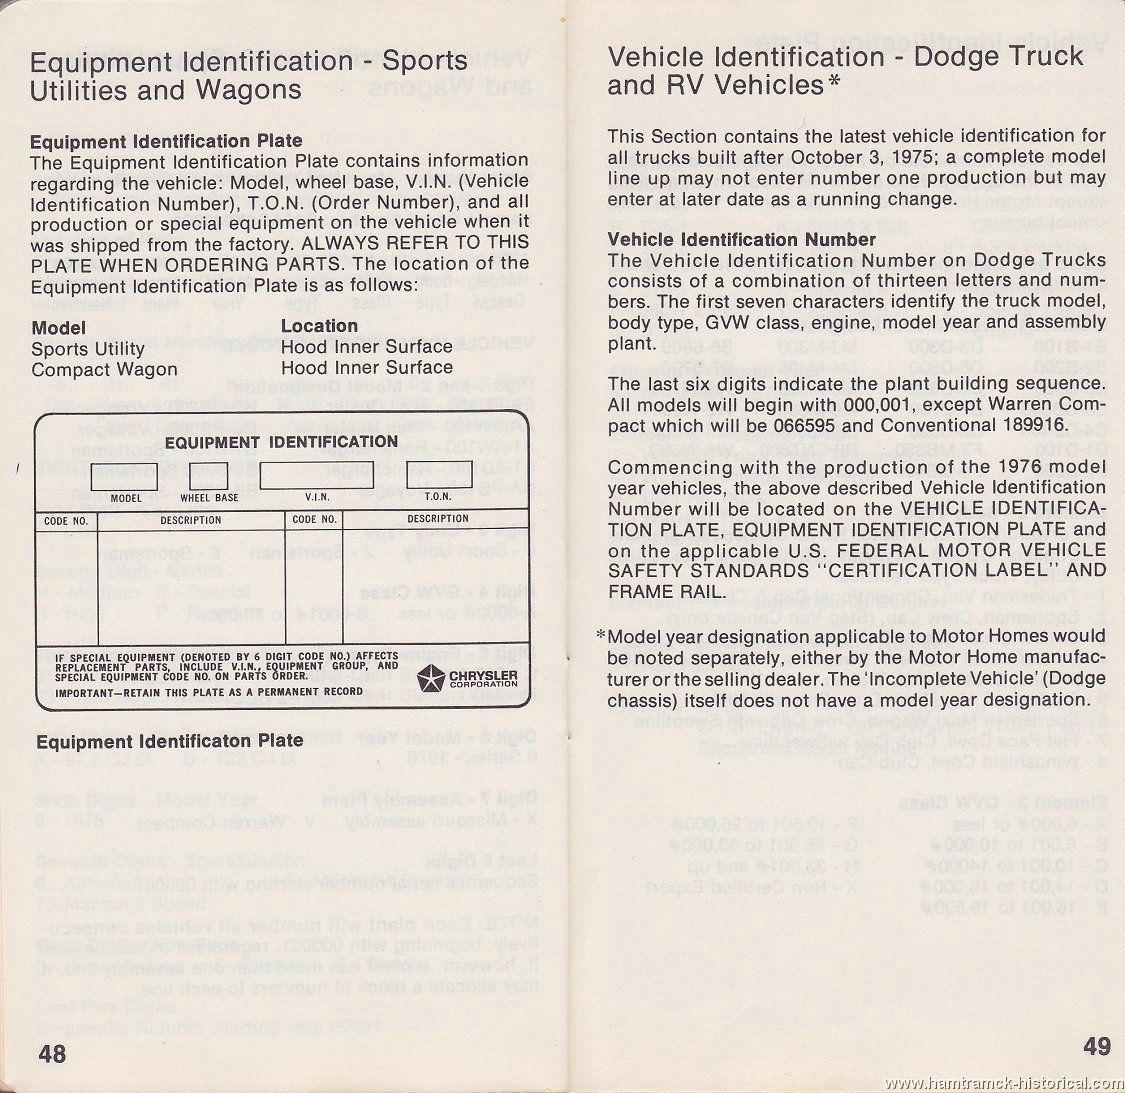 Equipment Identification - Sports
Utilities and Wagons
Equipment Identification Plate
The Equipment Identification Plate contains information
regarding the vehicle: Model, wheel base, V.I.N. (Vehicle
Identification Number), T.O.N. (Order Number), and all
production or special equipment on the vehicle when it
was shipped from the factory. ALWAYS REFER TO THIS
PLATE WHEN ORDERING PARTS. The location of the
Equipment Identification Plate is as follows:
Model Location
Sports Utility Hood Inner Surface
Compact Wagon Hood Inner Surface
EQUIPMENT IDENTIFICATION
MODEL WHEEL BASE V.I.N. T.O.N.
CODE NO. DESCRIPTION CODE NO. DESCRIPTION
IF SPECIAL EQUIPMENT (DENOTED BY 6 DIGIT CODE NO.) AFFECTS
REPLACEMENT PARTS, INCLUDE V.I.N., EQUIPMENT GROUP, AND
SPECIAL EQUIPMENT CODE NO. ON PARTS ORDER.
IMPORTANT—RETAIN THIS PLATE AS A PERMANENT RECORD
CHRYSLER
CORPORATION
Equipment Identificaton Plate
48
Vehicle Identification - Dodge Truck
and RV Vehicles*
This Section contains the latest vehicle identification for
all trucks built after October 3, 1975; a complete model
line up may not enter number one production but may
enter at later date as a running change.
Vehicle Identification Number
The Vehicle Identification Number on Dodge Trucks
consists of a combination of thirteen letters and num-
bers. The first seven characters identify the truck model,
body type, GVW class, engine, model year and assembly
plant.
The last six digits indicate the plant building sequence.
All models will begin with 000,001, except Warren Com-
pact which will be 066595 and Conventional 189916.
Commencing with the production of the 1976 model
year vehicles, the above described Vehicle Identification
Number will be located on the VEHICLE IDENTIFICA-
TION PLATE, EQUIPMENT IDENTIFICATION PLATE and
on the applicable U.S. FEDERAL MOTOR VEHICLE
SAFETY STANDARDS "CERTIFICATION LABEL" AND
FRAME RAIL.
*Model year designation applicable to Motor Homes would
be noted separately, either by the Motor Home manufac-
turer or the selling dealer. The 'Incomplete Vehicle' (Dodge
chassis) itself does not have a model year designation.
49
www.hamtramck-historical.com